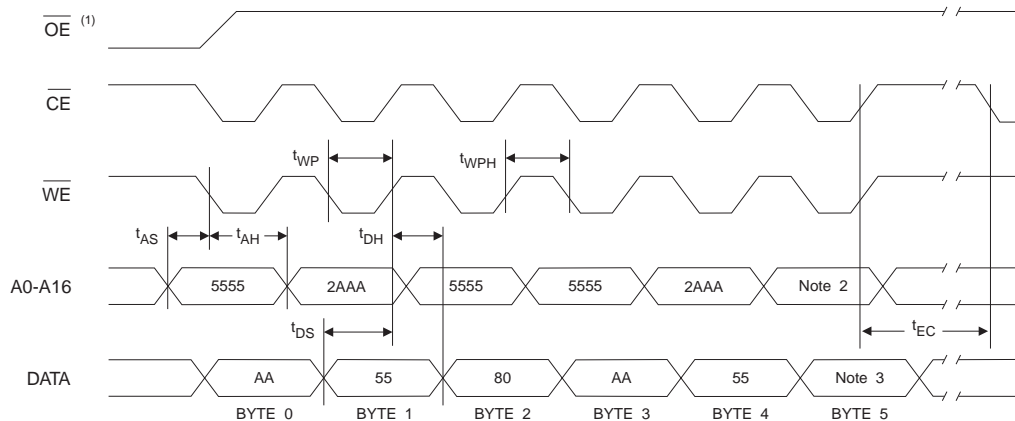 OE (1)
CE
tWP
tWPH
WE
tAS
tAH
tDH
A0-A16
5555
2AAA
5555
5555
2AAA
Note 2
tDS
tEC
DATA
AA
55
80
AA
55
Note 3
BYTE 0
BYTE 1
BYTE 2
BYTE 3
BYTE 4
BYTE 5